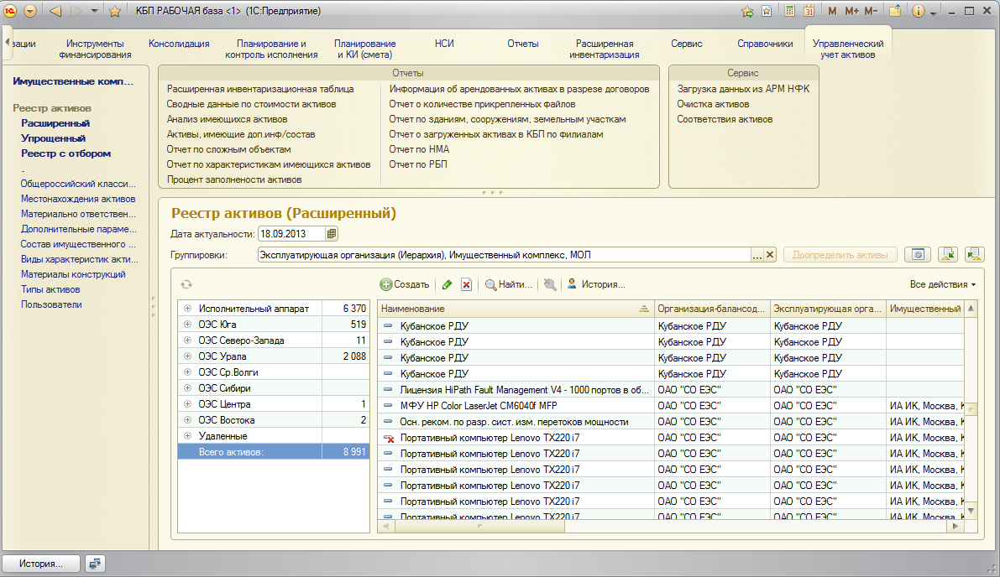 КБП РАБОЧАЯ база <1> (1С:Предприятие)
M M+ M-
зации
Инструменты финансирования
Консолидация
Планирование и контроль исполнения
Планирование и КИ (смета)
НСИ
Отчеты
Расширенная инвентаризация
Сервис
Справочники
Управленческий учет активов
Имущественные комп...
Реестр активов
Расширенный
Упрощенный
Реестр с отбором
.
Общероссийский класси...
Местонахождения активов
Материально ответствен...
Дополнительные параме...
Состав имущественного ...
Виды характеристик акти...
Материалы конструкций
Типы активов
Пользователи
Отчеты
Расширенная инвентаризационная таблица
Сводные данные по стоимости активов
Анализ имеющихся активов
Активы, имеющие доп.инф/состав
Отчет по сложным объектам
Отчет по характеристикам имеющихся активов
Процент заполнености активов
Информация об арендованных активах в разрезе договоров
Отчет о количестве прикрепленных файлов
Отчет по зданиям, сооружениям, земельным участкам
Отчет о загруженных активах в КБП по филиалам
Отчет по НМА
Отчет по РБП
Сервис
Загрузка данных из АРМ НФК
Очистка активов
Соответствия активов
Реестр активов (Расширенный)
Дата актуальности: 18.09.2013
Группировки: Эксплуатирующая организация (Иерархия), Имущественный комплекс, МОЛ ...
Доопределить активы
Создать Найти... История... Все действия
Исполнительный аппарат 6 370
ОЭС Юга 519
ОЭС Северо-Запада 11
ОЭС Урала 2 088
ОЭС Ср.Волги
ОЭС Сибири
ОЭС Центра 1
ОЭС Востока 2
Удаленные
Всего активов: 8 991
Наименование Организация-балансод... Эксплуатирующая орга... Имущественный
Кубанское РДУ Кубанское РДУ Кубанское РДУ
Кубанское РДУ Кубанское РДУ Кубанское РДУ
Кубанское РДУ Кубанское РДУ Кубанское РДУ
Кубанское РДУ Кубанское РДУ Кубанское РДУ
Лицензия HiPath Fault Management V4 - 1000 портов в об... ОАО "СО ЕЭС" ОАО "СО ЕЭС"
МФУ HP Color LaserJet CM6040f MFP ОАО "СО ЕЭС" ОАО "СО ЕЭС" ИА ИК, Москва, К
Осн. реком. по разр. сист. изм. перетоков мощности ОАО "СО ЕЭС" ОАО "СО ЕЭС" ИА ИК, Москва, К
Портативный компьютер Lenovo TX220 i7 ОАО "СО ЕЭС" ОАО "СО ЕЭС" ИА ИК, Москва, К
Портативный компьютер Lenovo TX220 i7 ОАО "СО ЕЭС" ОАО "СО ЕЭС" ИА ИК, Москва, К
Портативный компьютер Lenovo TX220 i7 ОАО "СО ЕЭС" ОАО "СО ЕЭС" ИА ИК, Москва, К
Портативный компьютер Lenovo TX220 i7 ОАО "СО ЕЭС" ОАО "СО ЕЭС" ИА ИК, Москва, К
Портативный компьютер Lenovo TX220 i7 ОАО "СО ЕЭС" ОАО "СО ЕЭС" ИА ИК, Москва, К
Портативный компьютер Lenovo TX220 i7 ОАО "СО ЕЭС" ОАО "СО ЕЭС" ИА ИК, Москва, К
История...